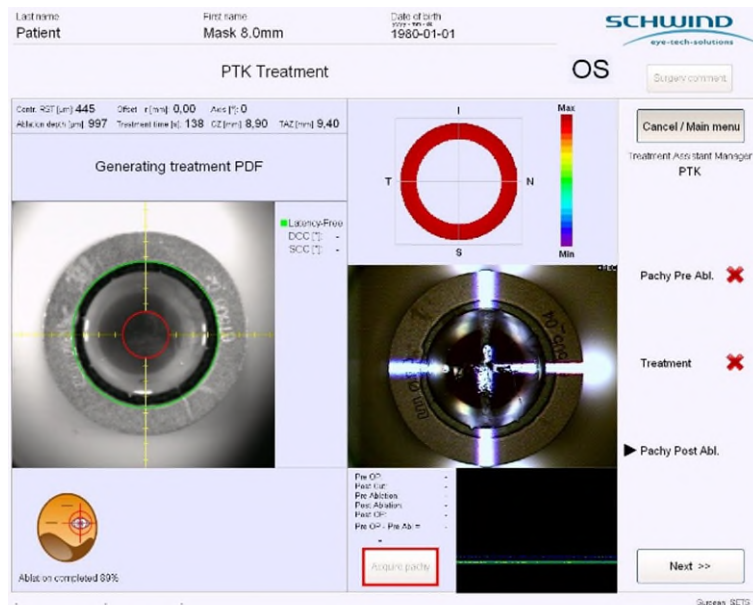 Last name First name Date of birth
Patient Mask 8.0mm 1980-01-01
SCHWIND
eye-tech-solutions
PTK Treatment OS
Surgery comment
Centr. RST [µm] 445 Offset r [mm] 0,00 Axis [°]: 0
Ablation depth [µm] 997 Treatment time [s]. 138 OZ [mm] 8,90 TAZ [mm] 9,40
Generating treatment PDF
I
T N
S
Max
Min
Cancel / Main menu
Treatment Assistant Manager
PTK
Latency-Free
DCC [°]: -
SCC [°]: -
Pachy Pre Abl.
Treatment
Pachy Post Abl.
Pre OP: -
Post Cut: -
Pre Ablation: -
Post Ablation: -
Post OP: -
Pre OP - Pre Abl = -
-
Acquire pachy
Ablation completed 89%
Next >>
Surgeon: SETS